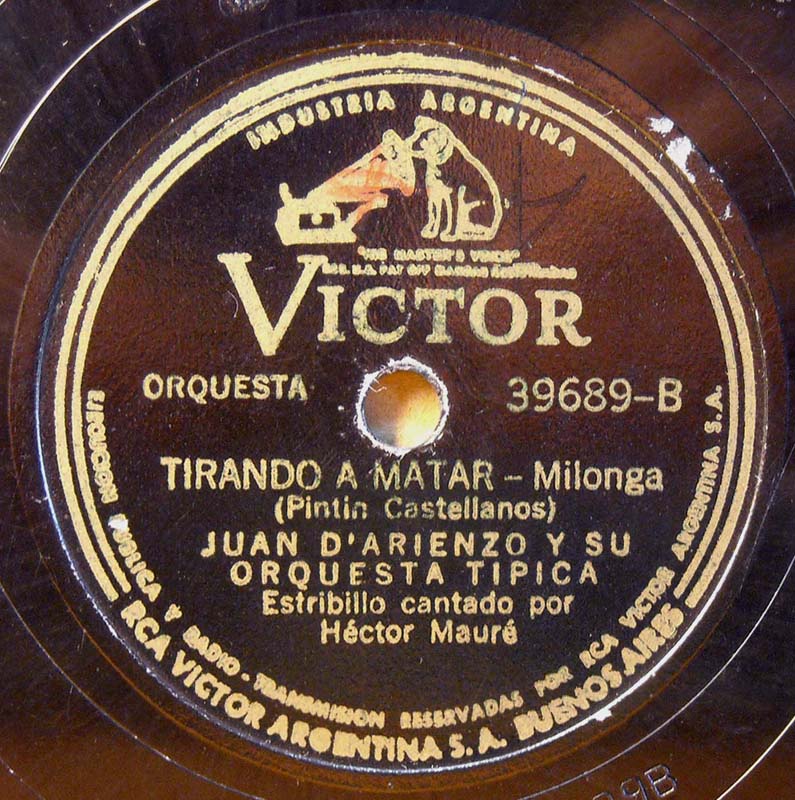 INDUSTRIA ARGENTINA
"HIS MASTER'S VOICE"
VICTOR
ORQUESTA
39689-B
TIRANDO A MATAR - Milonga
(Pintin Castellanos)
JUAN D'ARIENZO Y SU
ORQUESTA TIPICA
Estribillo cantado por
Héctor Mauré
EJECUCION PUBLICA Y RADIO-TRANSMISION RESERVADAS POR RCA VICTOR ARGENTINA S.A.
RCA VICTOR ARGENTINA S.A. BUENOS AIRES